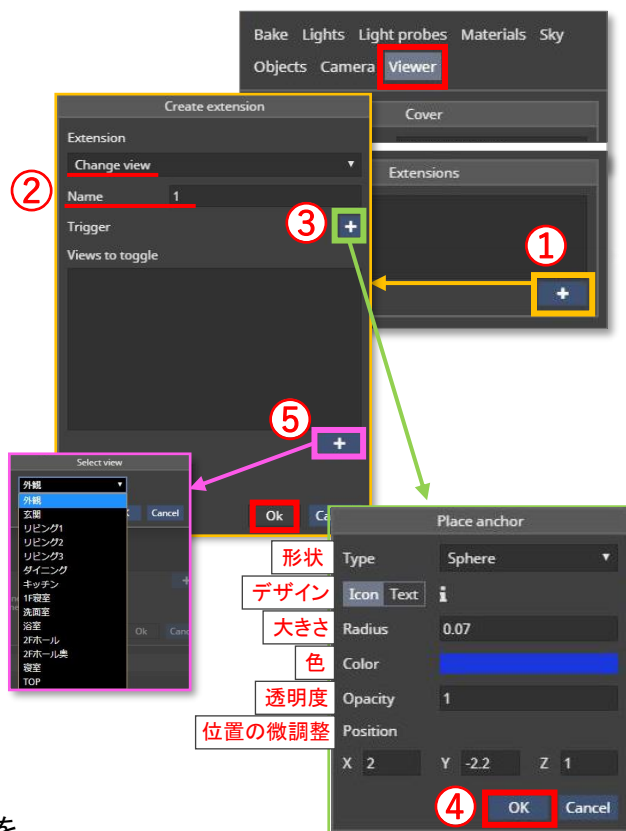 Bake Lights Light probes Materials Sky
Objects Camera Viewer
Cover
Extensions
①
+
Create extension
Extension
Change view
②
Name 1
Trigger
③
+
Views to toggle
⑤
+
Ok
Select view
外観
外観
玄関
リビング1
リビング2
リビング3
ダイニング
キッチン
1F寝室
洗面室
浴室
2Fホール
2Fホール奥
寝室
TOP
Cancel
Ok
Place anchor
形状 Type Sphere
デザイン Icon Text i
大きさ Radius 0.07
色 Color
透明度 Opacity 1
位置の微調整 Position
X 2 Y -2.2 Z 1
④ OK Cancel
を